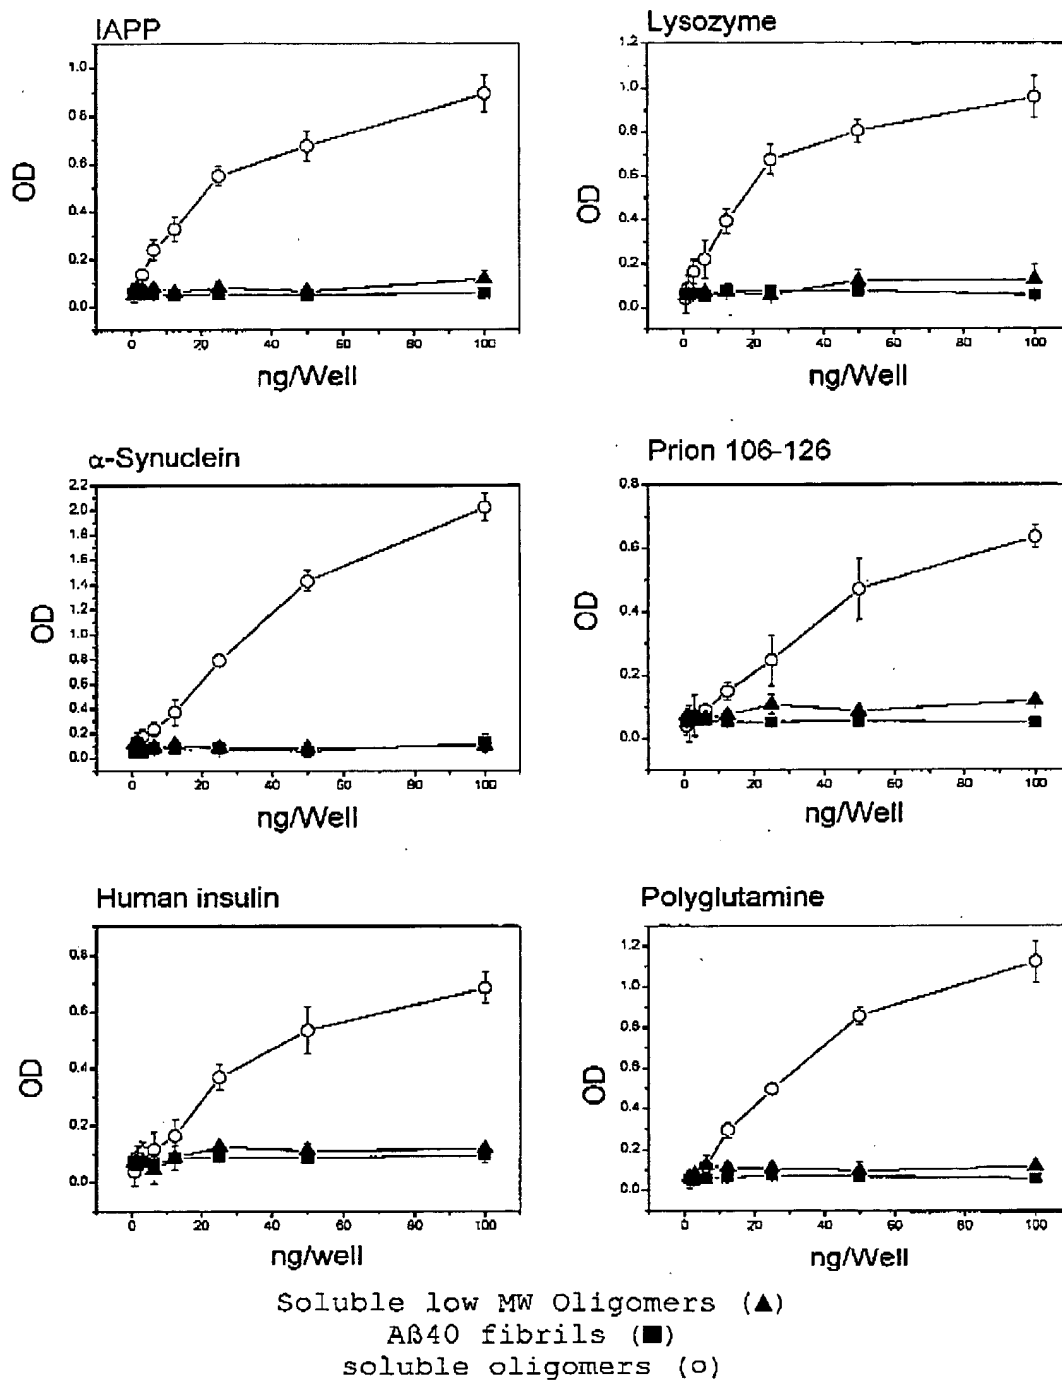 IAPP
1.0
0.8
0.6
0.4
0.2
0.0
OD
0 20 40 60 80 100
ng/Well
Lysozyme
1.2
1.0
0.8
0.6
0.4
0.2
0.0
OD
0 20 40 60 80 100
ng/Well
α-Synuclein
2.2
2.0
1.8
1.6
1.4
1.2
1.0
0.8
0.6
0.4
0.2
0.0
OD
0 20 40 60 80 100
ng/Well
Prion 106-126
0.8
0.6
0.4
0.2
0.0
OD
0 20 40 60 80 100
ng/Well
Human insulin
0.8
0.6
0.4
0.2
0.0
OD
0 20 40 60 80 100
ng/well
Polyglutamine
1.2
1.0
0.8
0.6
0.4
0.2
0.0
OD
0 20 40 60 80 100
ng/Well
Soluble low MW Oligomers (▲)
Aß40 fibrils (■)
soluble oligomers (○)